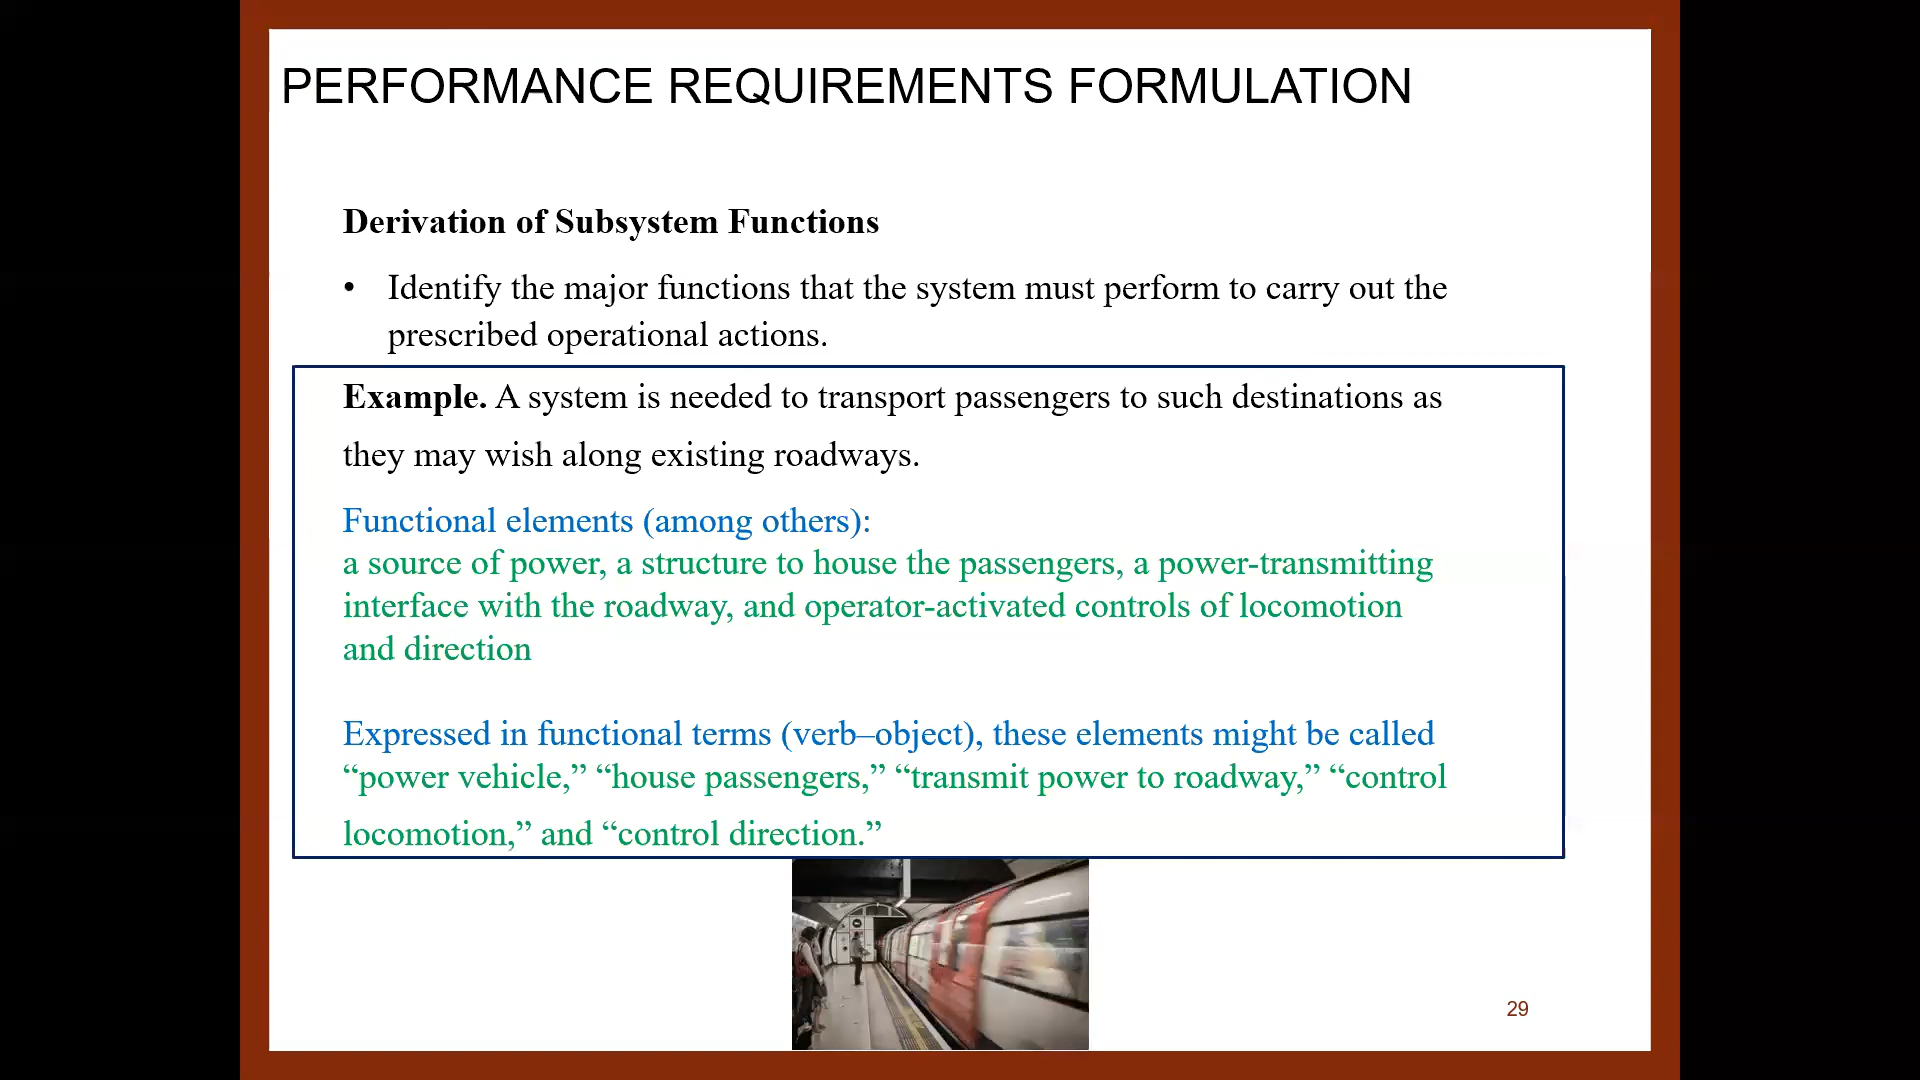 PERFORMANCE REQUIREMENTS FORMULATION
Derivation of Subsystem Functions
• Identify the major functions that the system must perform to carry out the
prescribed operational actions.
Example. A system is needed to transport passengers to such destinations as
they may wish along existing roadways.
Functional elements (among others):
a source of power, a structure to house the passengers, a power-transmitting
interface with the roadway, and operator-activated controls of locomotion
and direction
Expressed in functional terms (verb–object), these elements might be called
“power vehicle,” “house passengers,” “transmit power to roadway,” “control
locomotion,” and “control direction.”
29